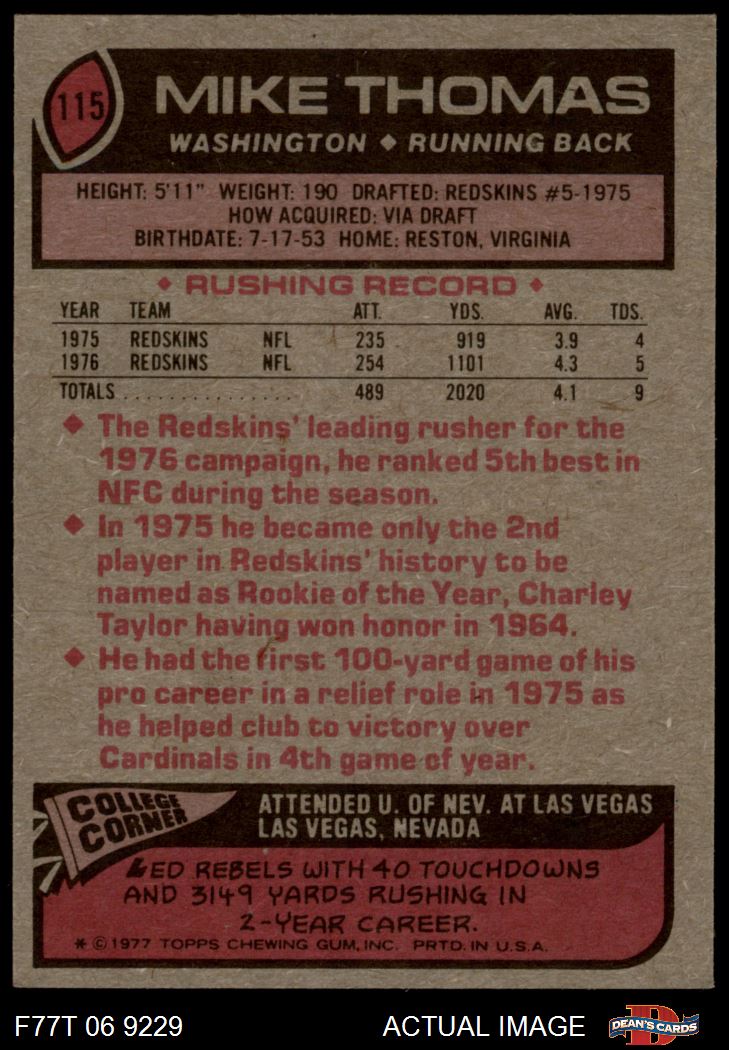 115
MIKE THOMAS
WASHINGTON ◆ RUNNING BACK
HEIGHT: 5'11" WEIGHT: 190 DRAFTED: REDSKINS #5-1975
HOW ACQUIRED: VIA DRAFT
BIRTHDATE: 7-17-53 HOME: RESTON, VIRGINIA
◆ RUSHING RECORD ◆
YEAR TEAM ATT. YDS. AVG. TDS.
1975 REDSKINS NFL 235 919 3.9 4
1976 REDSKINS NFL 254 1101 4.3 5
TOTALS . . . . . . . . . . . . . . . 489 2020 4.1 9
◆ The Redskins' leading rusher for the
1976 campaign, he ranked 5th best in
NFC during the season.
◆ In 1975 he became only the 2nd
player in Redskins' history to be
named as Rookie of the Year, Charley
Taylor having won honor in 1964.
◆ He had the first 100-yard game of his
pro career in a relief role in 1975 as
he helped club to victory over
Cardinals in 4th game of year.
COLLEGE
CORNER
ATTENDED U. OF NEV. AT LAS VEGAS
LAS VEGAS, NEVADA
LED REBELS WITH 40 TOUCHDOWNS
AND 3149 YARDS RUSHING IN
2-YEAR CAREER.
* © 1977 TOPPS CHEWING GUM, INC. PRTD. IN U.S.A.
F77T 06 9229
ACTUAL IMAGE
D
DEAN'S CARDS